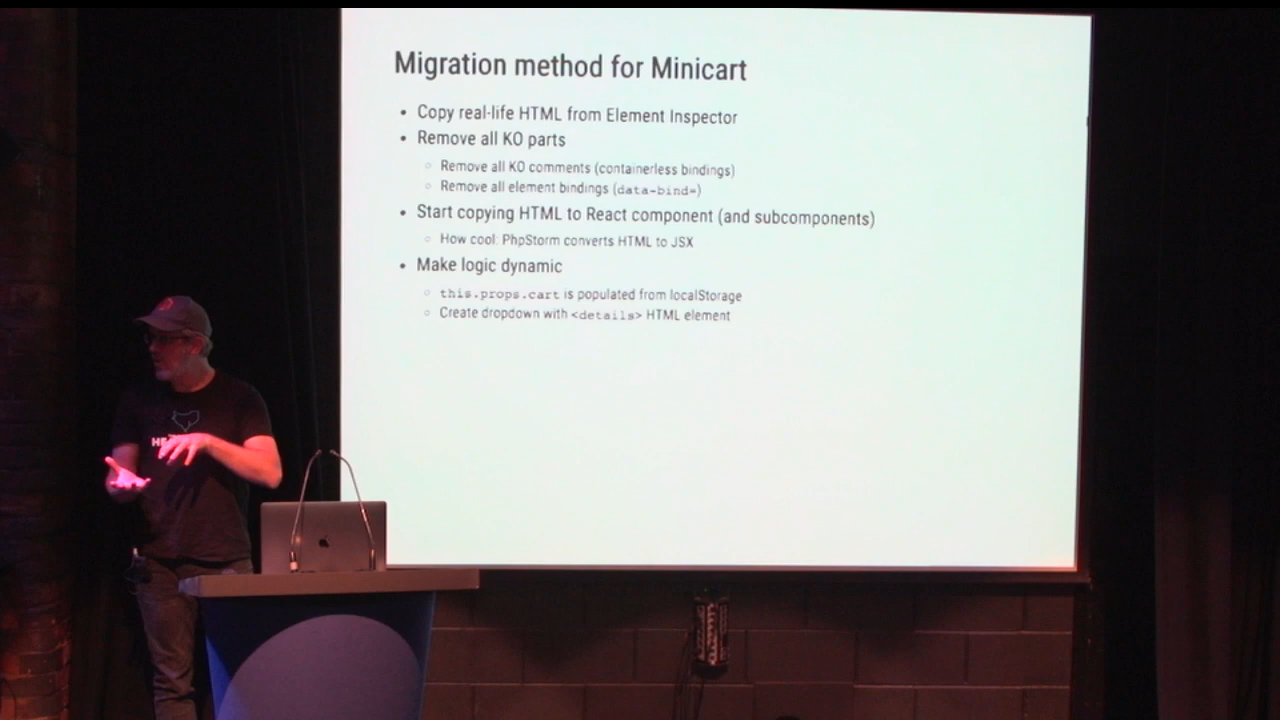 Migration method for Minicart
• Copy real-life HTML from Element Inspector
• Remove all KO parts
◦ Remove all KO comments (containerless bindings)
◦ Remove all element bindings (data-bind=)
• Start copying HTML to React component (and subcomponents)
◦ How cool: PhpStorm converts HTML to JSX
• Make logic dynamic
◦ this.props.cart is populated from localStorage
◦ Create dropdown with <details> HTML element